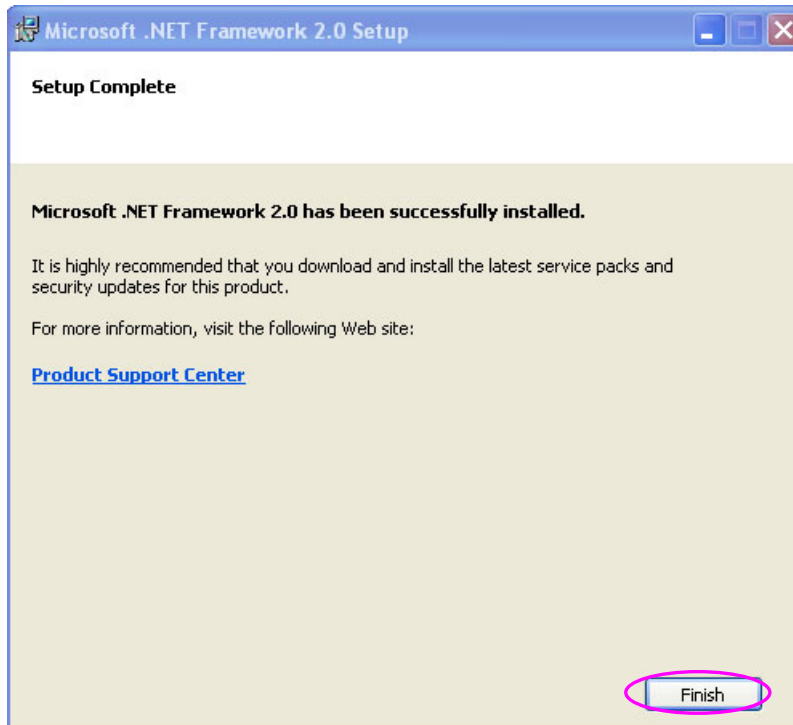 Microsoft .NET Framework 2.0 Setup
Setup Complete
Microsoft .NET Framework 2.0 has been successfully installed.
It is highly recommended that you download and install the latest service packs and
security updates for this product.
For more information, visit the following Web site:
Product Support Center
Finish